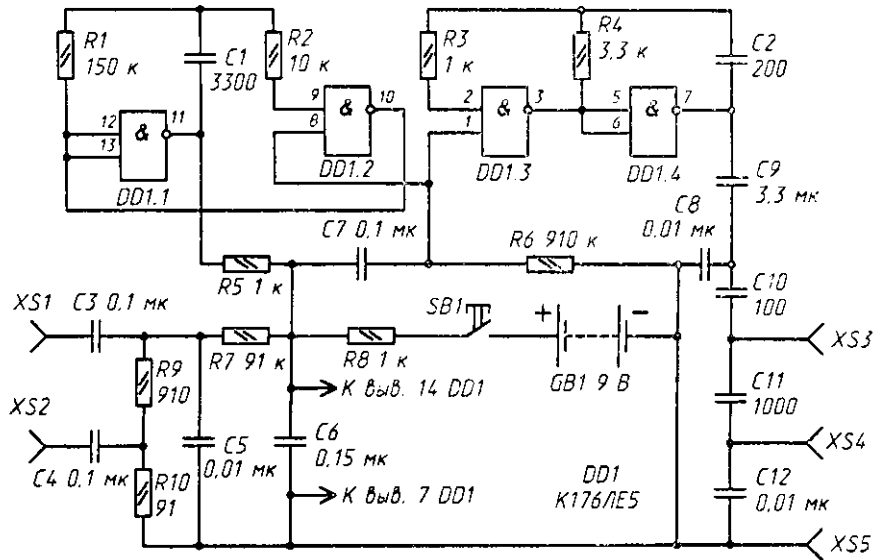 R1
150 к
C1
3300
R2
10 к
R3
1 к
R4
3,3 к
C2
200
&
12
13
11
DD1.1
&
9
8
10
DD1.2
&
2
1
3
DD1.3
&
5
6
7
DD1.4
C9
3,3 мк
C7 0,1 мк
R6 910 к
C8
0,01 мк
R5 1 к
C10
100
XS1
C3 0,1 мк
SB1
+
-
R7 91 к
R8 1 к
GB1 9 В
XS3
R9
910
К выв. 14 DD1
C11
1000
XS2
C4 0,1 мк
C5
0,01 мк
C6
0,15 мк
XS4
R10
91
К выв. 7 DD1
DD1
К176ЛЕ5
C12
0,01 мк
XS5